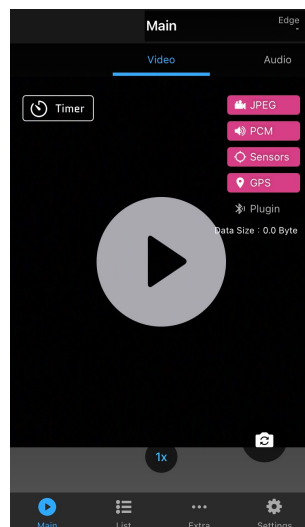 Main
Edge
-
Video
Audio
Timer
JPEG
PCM
Sensors
GPS
Plugin
Data Size : 0.0 Byte
1x
Main
List
Extra
Settings